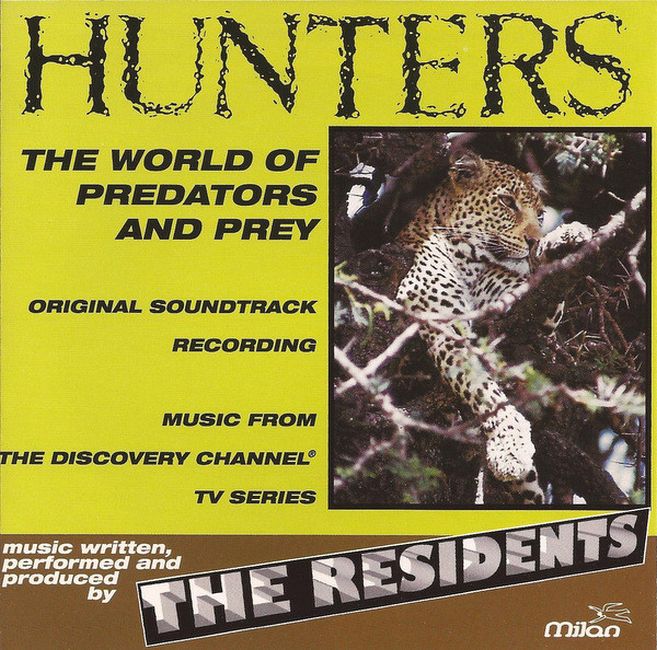 HUNTERS
THE WORLD OF
PREDATORS
AND PREY
ORIGINAL SOUNDTRACK
RECORDING
MUSIC FROM
THE DISCOVERY CHANNEL®
TV SERIES
music written,
performed and
produced
by
THE RESIDENTS
milan